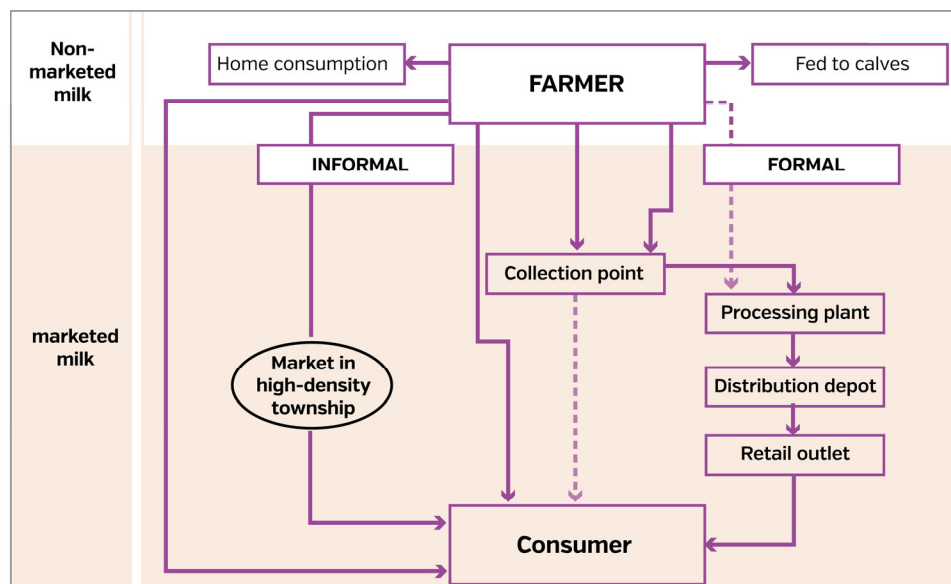 Non-
marketed
milk
Home consumption
FARMER
Fed to calves
INFORMAL
FORMAL
Collection point
Processing plant
marketed
milk
Market in
high-density
township
Distribution depot
Retail outlet
Consumer